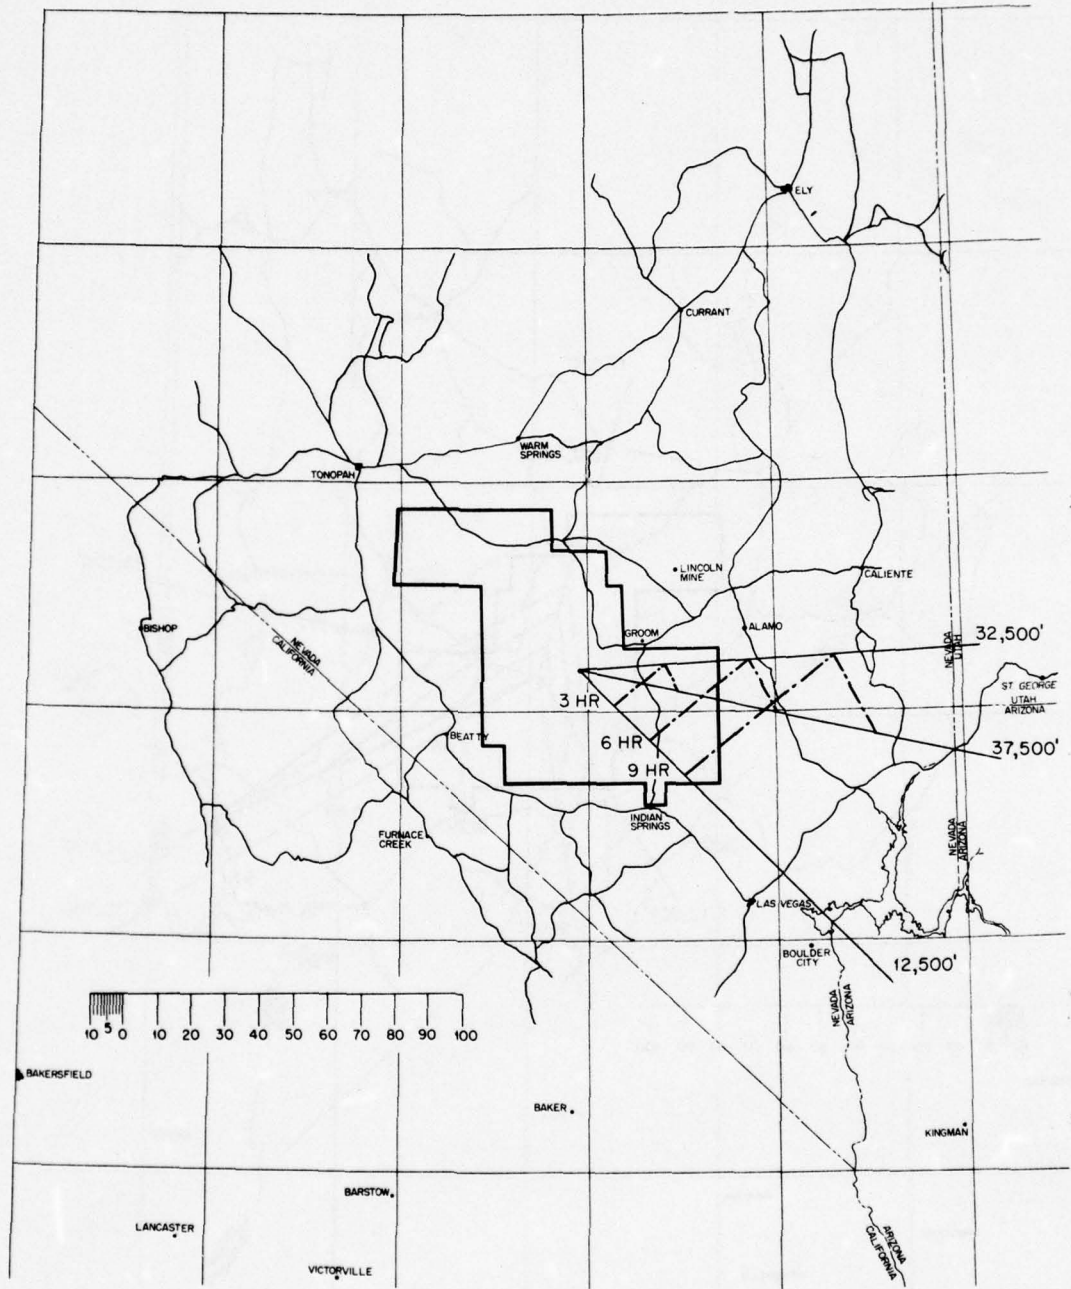 ELY
CURRANT
WARM
SPRINGS
TONOPAH
LINCOLN
MINE
CALIENTE
BISHOP
NEVADA
CALIFORNIA
GROOM
ALAMO
32,500'
NEVADA
UTAH
ST GEORGE
UTAH
ARIZONA
3 HR
BEATTY
6 HR
37,500'
9 HR
INDIAN
SPRINGS
FURNACE
CREEK
NEVADA
ARIZONA
LAS VEGAS
BOULDER
CITY
12,500'
NEVADA
ARIZONA
10 5 0 10 20 30 40 50 60 70 80 90 100
BAKERSFIELD
BAKER
KINGMAN
BARSTOW
LANCASTER
ARIZONA
CALIFORNIA
VICTORVILLE